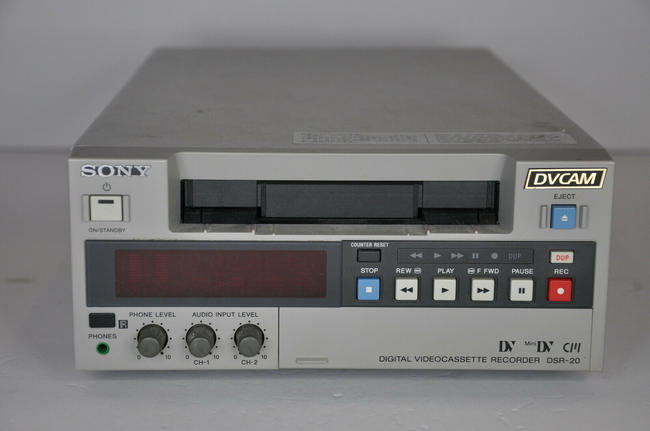 SONY
DVCAM
EJECT
ON/STANDBY
COUNTER RESET
DUP
DUP
STOP
REW
PLAY
F FWD
PAUSE
REC
PHONE LEVEL
AUDIO INPUT LEVEL
PHONES
0 10
0 10
0 10
CH-1
CH-2
DV
Mini DV
DIGITAL VIDEOCASSETTE RECORDER DSR-20